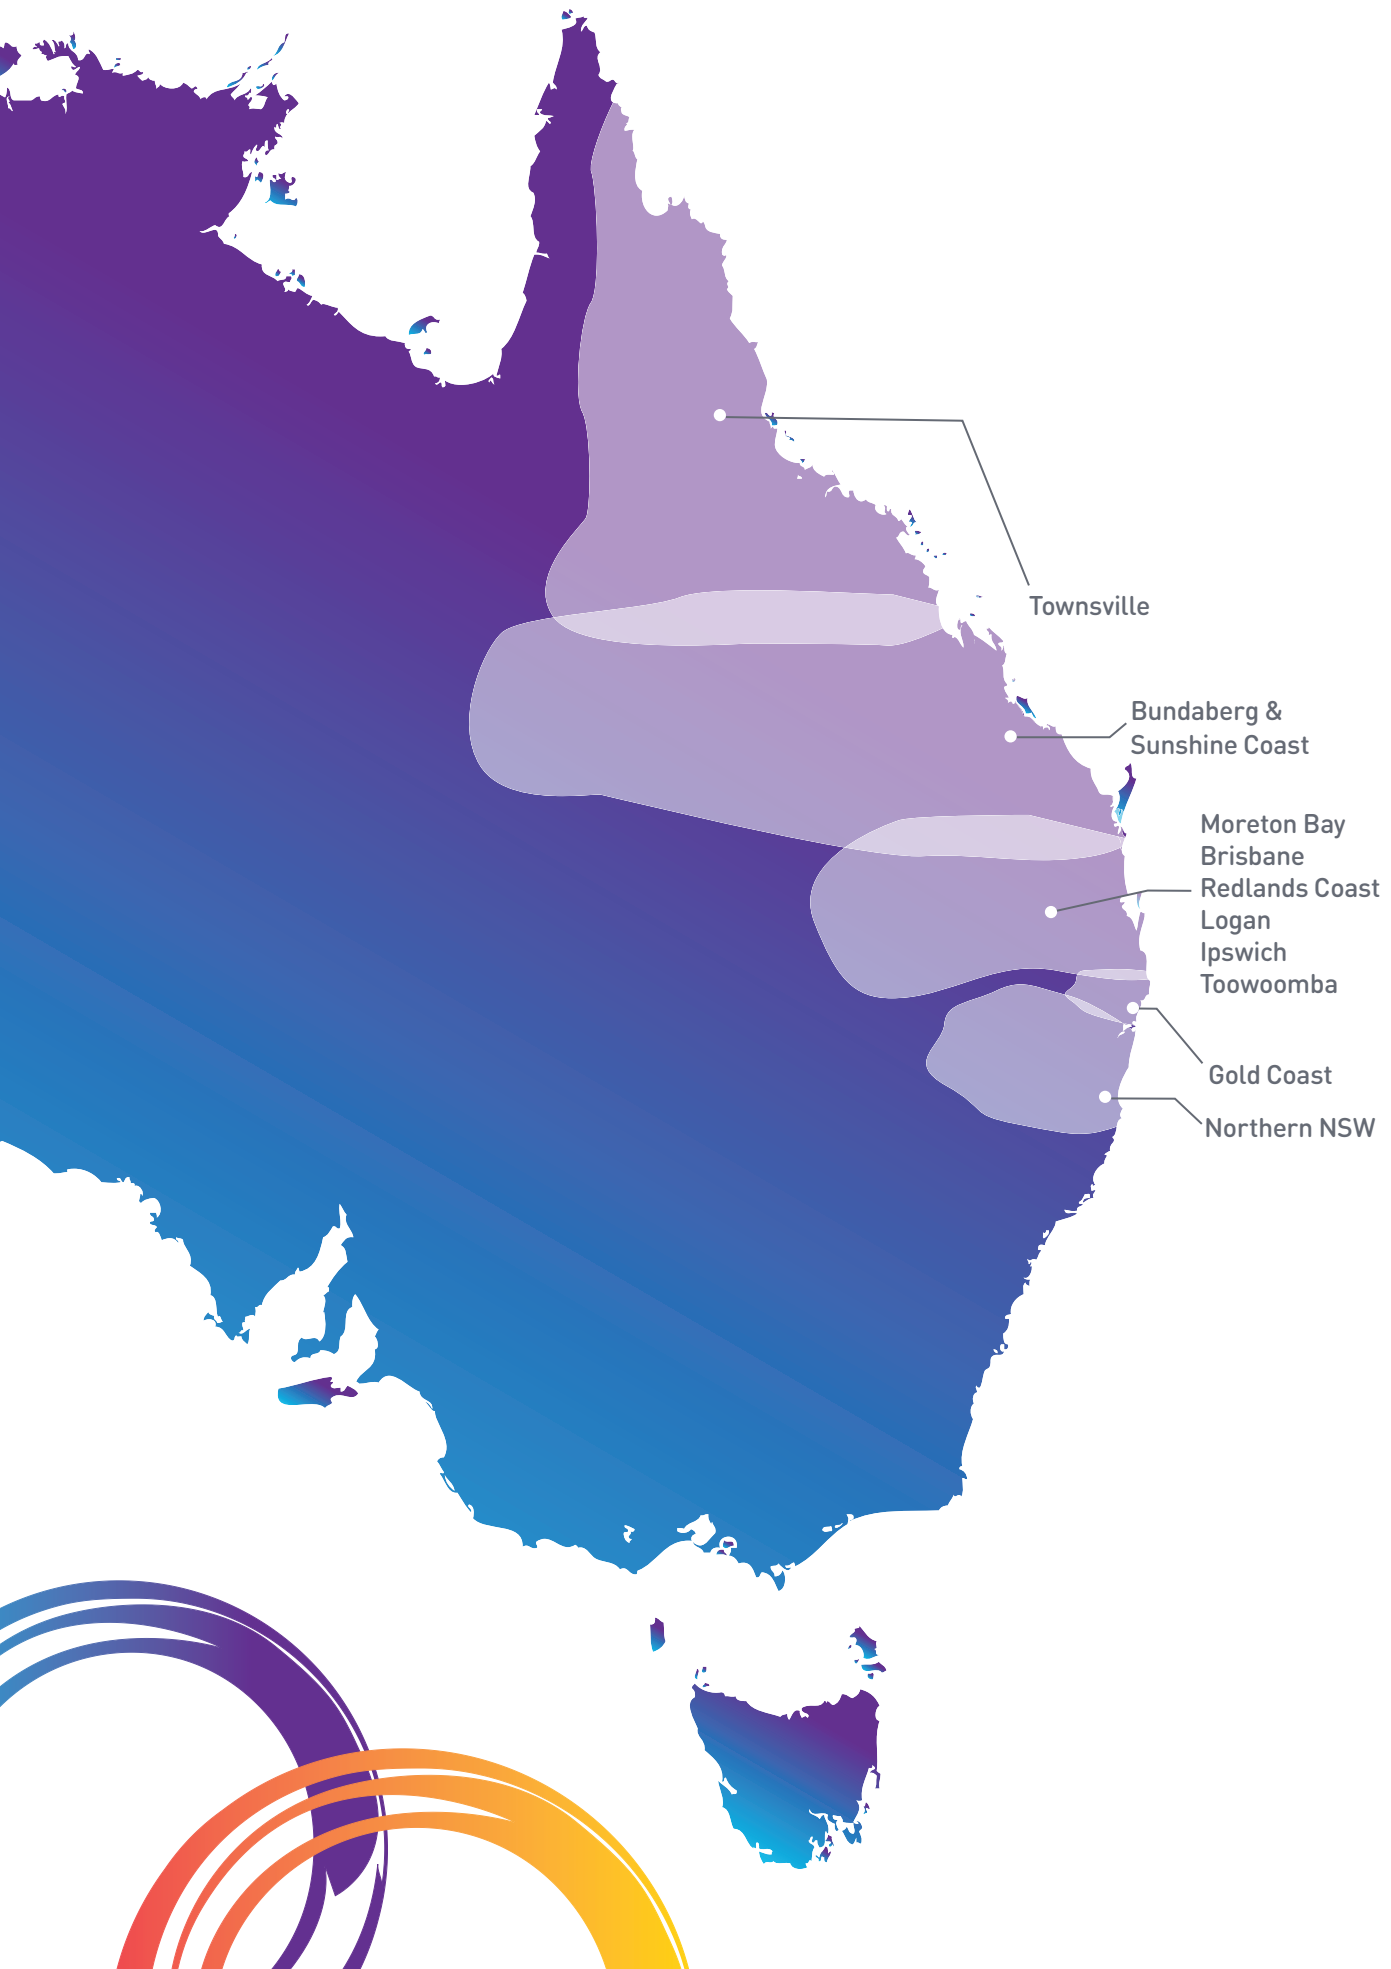 Townsville
Bundaberg &
Sunshine Coast
Moreton Bay
Brisbane
Redlands Coast
Logan
Ipswich
Toowoomba
Gold Coast
Northern NSW